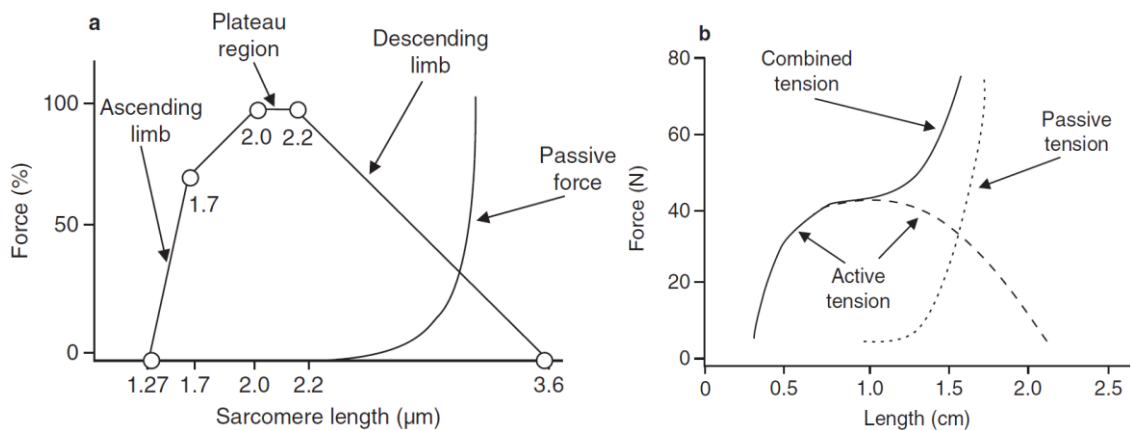 a
Plateau
region
Descending
limb
Ascending
limb
Passive
force
Force (%)
100
50
0
1.7
2.0
2.2
1.27
1.7
2.0
2.2
3.6
Sarcomere length (μm)
b
Combined
tension
Passive
tension
Active
tension
Force (N)
80
60
40
20
0
0
0.5
1.0
1.5
2.0
2.5
Length (cm)